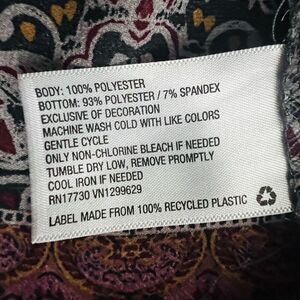 BODY: 100% POLYESTER
BOTTOM: 93% POLYESTER / 7% SPANDEX
EXCLUSIVE OF DECORATION
MACHINE WASH COLD WITH LIKE COLORS
GENTLE CYCLE
ONLY NON-CHLORINE BLEACH IF NEEDED
TUMBLE DRY LOW, REMOVE PROMPTLY
COOL IRON IF NEEDED
RN17730 VN1299629
LABEL MADE FROM 100% RECYCLED PLASTIC